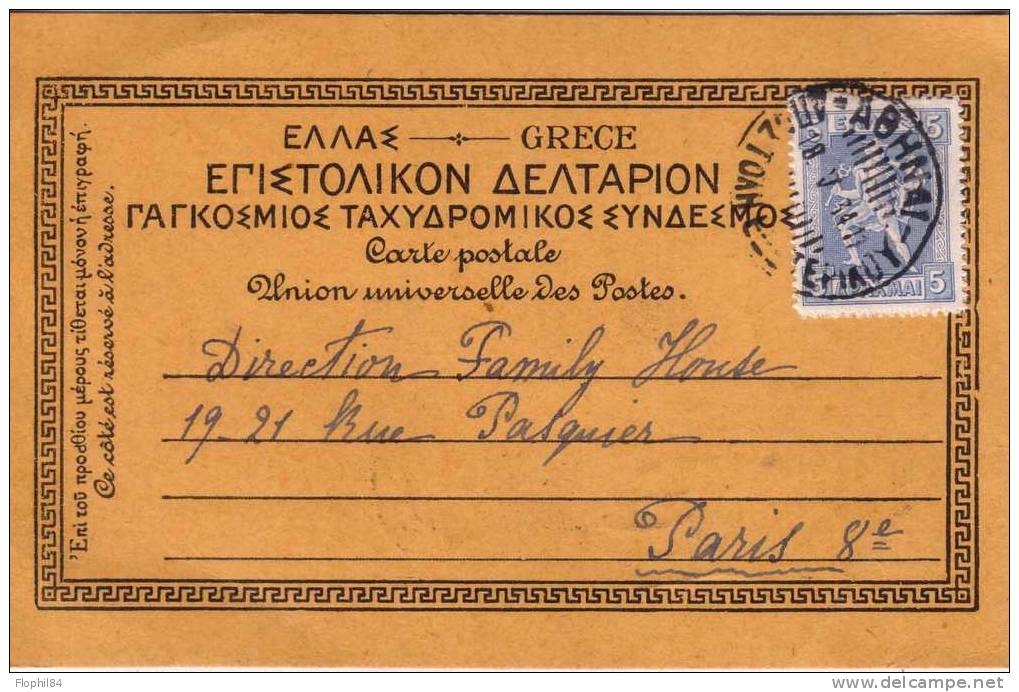 ΕΛΛΑΣ GRECE
ΕΠΙΣΤΟΛΙΚΟΝ ΔΕΛΤΑΡΙΟΝ
ΠΑΓΚΟΣΜΙΟΣ ΤΑΧΥΔΡΟΜΙΚΟΣ ΣΥΝΔΕΣΜΟΣ
Carte postale
Union universelle des Postes.
Ἐπὶ τοῦ προσθίου μέρους τίθεται μόνον ἡ ἐπιγραφή.
Ce côté est réservé à l'adresse.
5
5
ΑΘΗΝΑΙ
Direction Family House
19-21 Rue Pasquier
Paris 8e
Flophil84
delcampe.net